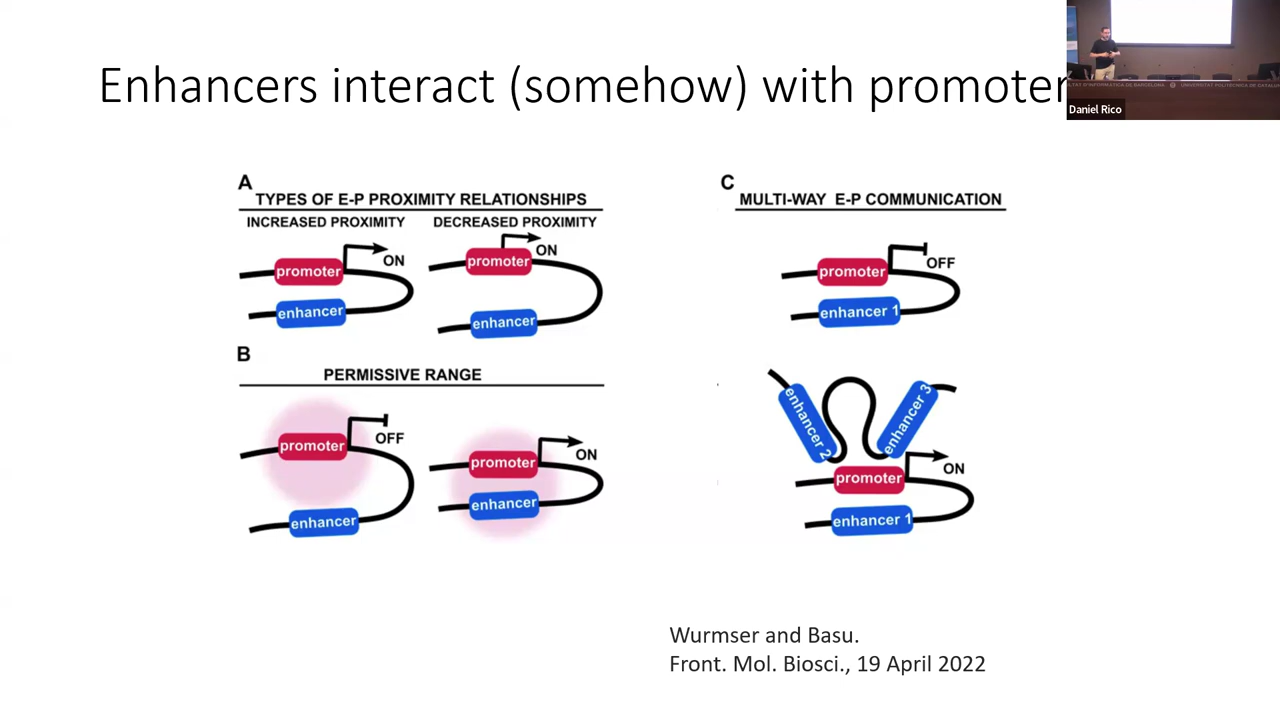 Enhancers interact (somehow) with promoter
Daniel Rico
A
TYPES OF E-P PROXIMITY RELATIONSHIPS
INCREASED PROXIMITY
DECREASED PROXIMITY
promoter
ON
enhancer
promoter
ON
enhancer
B
PERMISSIVE RANGE
promoter
OFF
enhancer
promoter
ON
enhancer
C
MULTI-WAY E-P COMMUNICATION
promoter
OFF
enhancer 1
enhancer 2
enhancer 3
promoter
ON
enhancer 1
Wurmser and Basu.
Front. Mol. Biosci., 19 April 2022